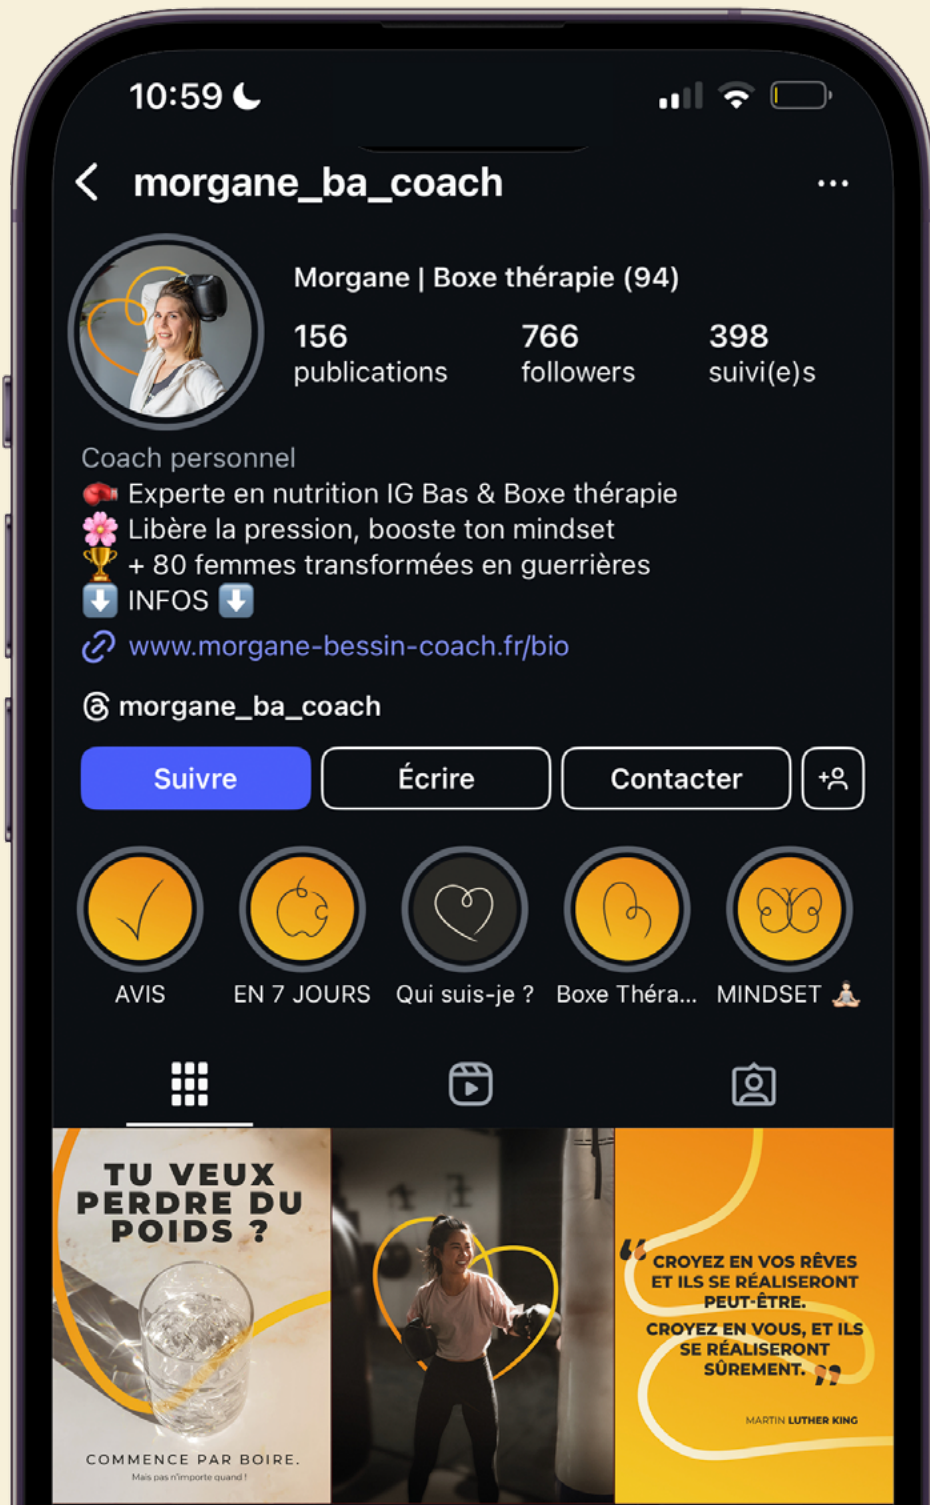 10:59
morgane_ba_coach
Morgane | Boxe thérapie (94)
156 766 398
publications followers suivi(e)s
Coach personnel
🥊 Experte en nutrition IG Bas & Boxe thérapie
🌸 Libère la pression, booste ton mindset
🏆 + 80 femmes transformées en guerrières
⬇️ INFOS ⬇️
www.morgane-bessin-coach.fr/bio
morgane_ba_coach
Suivre Écrire Contacter
AVIS EN 7 JOURS Qui suis-je ? Boxe Théra... MINDSET 🧘🏻‍♀️
TU VEUX
PERDRE DU
POIDS ?
COMMENCE PAR BOIRE.
Mais pas n'importe quand !
“ CROYEZ EN VOS RÊVES
ET ILS SE RÉALISERONT
PEUT-ÊTRE.
CROYEZ EN VOUS, ET ILS
SE RÉALISERONT
SÛREMENT. ”
MARTIN LUTHER KING